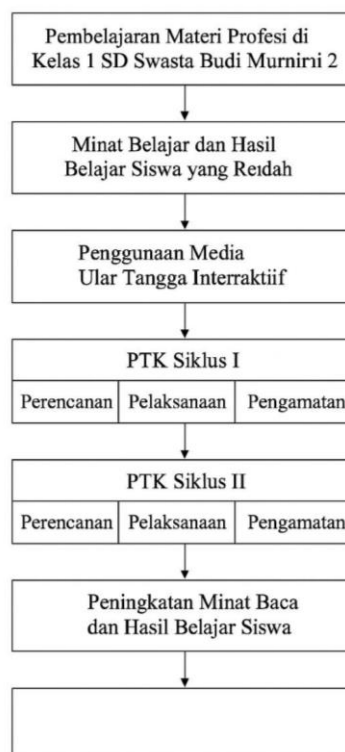 Pembelajaran Materi Profesi di
Kelas 1 SD Swasta Budi Murnirıi 2
Minat Belajar dan Hasil
Belajar Siswa yang Reıdah
Penggunaan Media
Ular Tangga Interraktiif
PTK Siklus I
Perencanan Pelaksanaan Pengamatan
PTK Siklus II
Perencanan Pelaksanaan Pengamatan
Peningkatan Minat Baca
dan Hasil Belajar Siswa